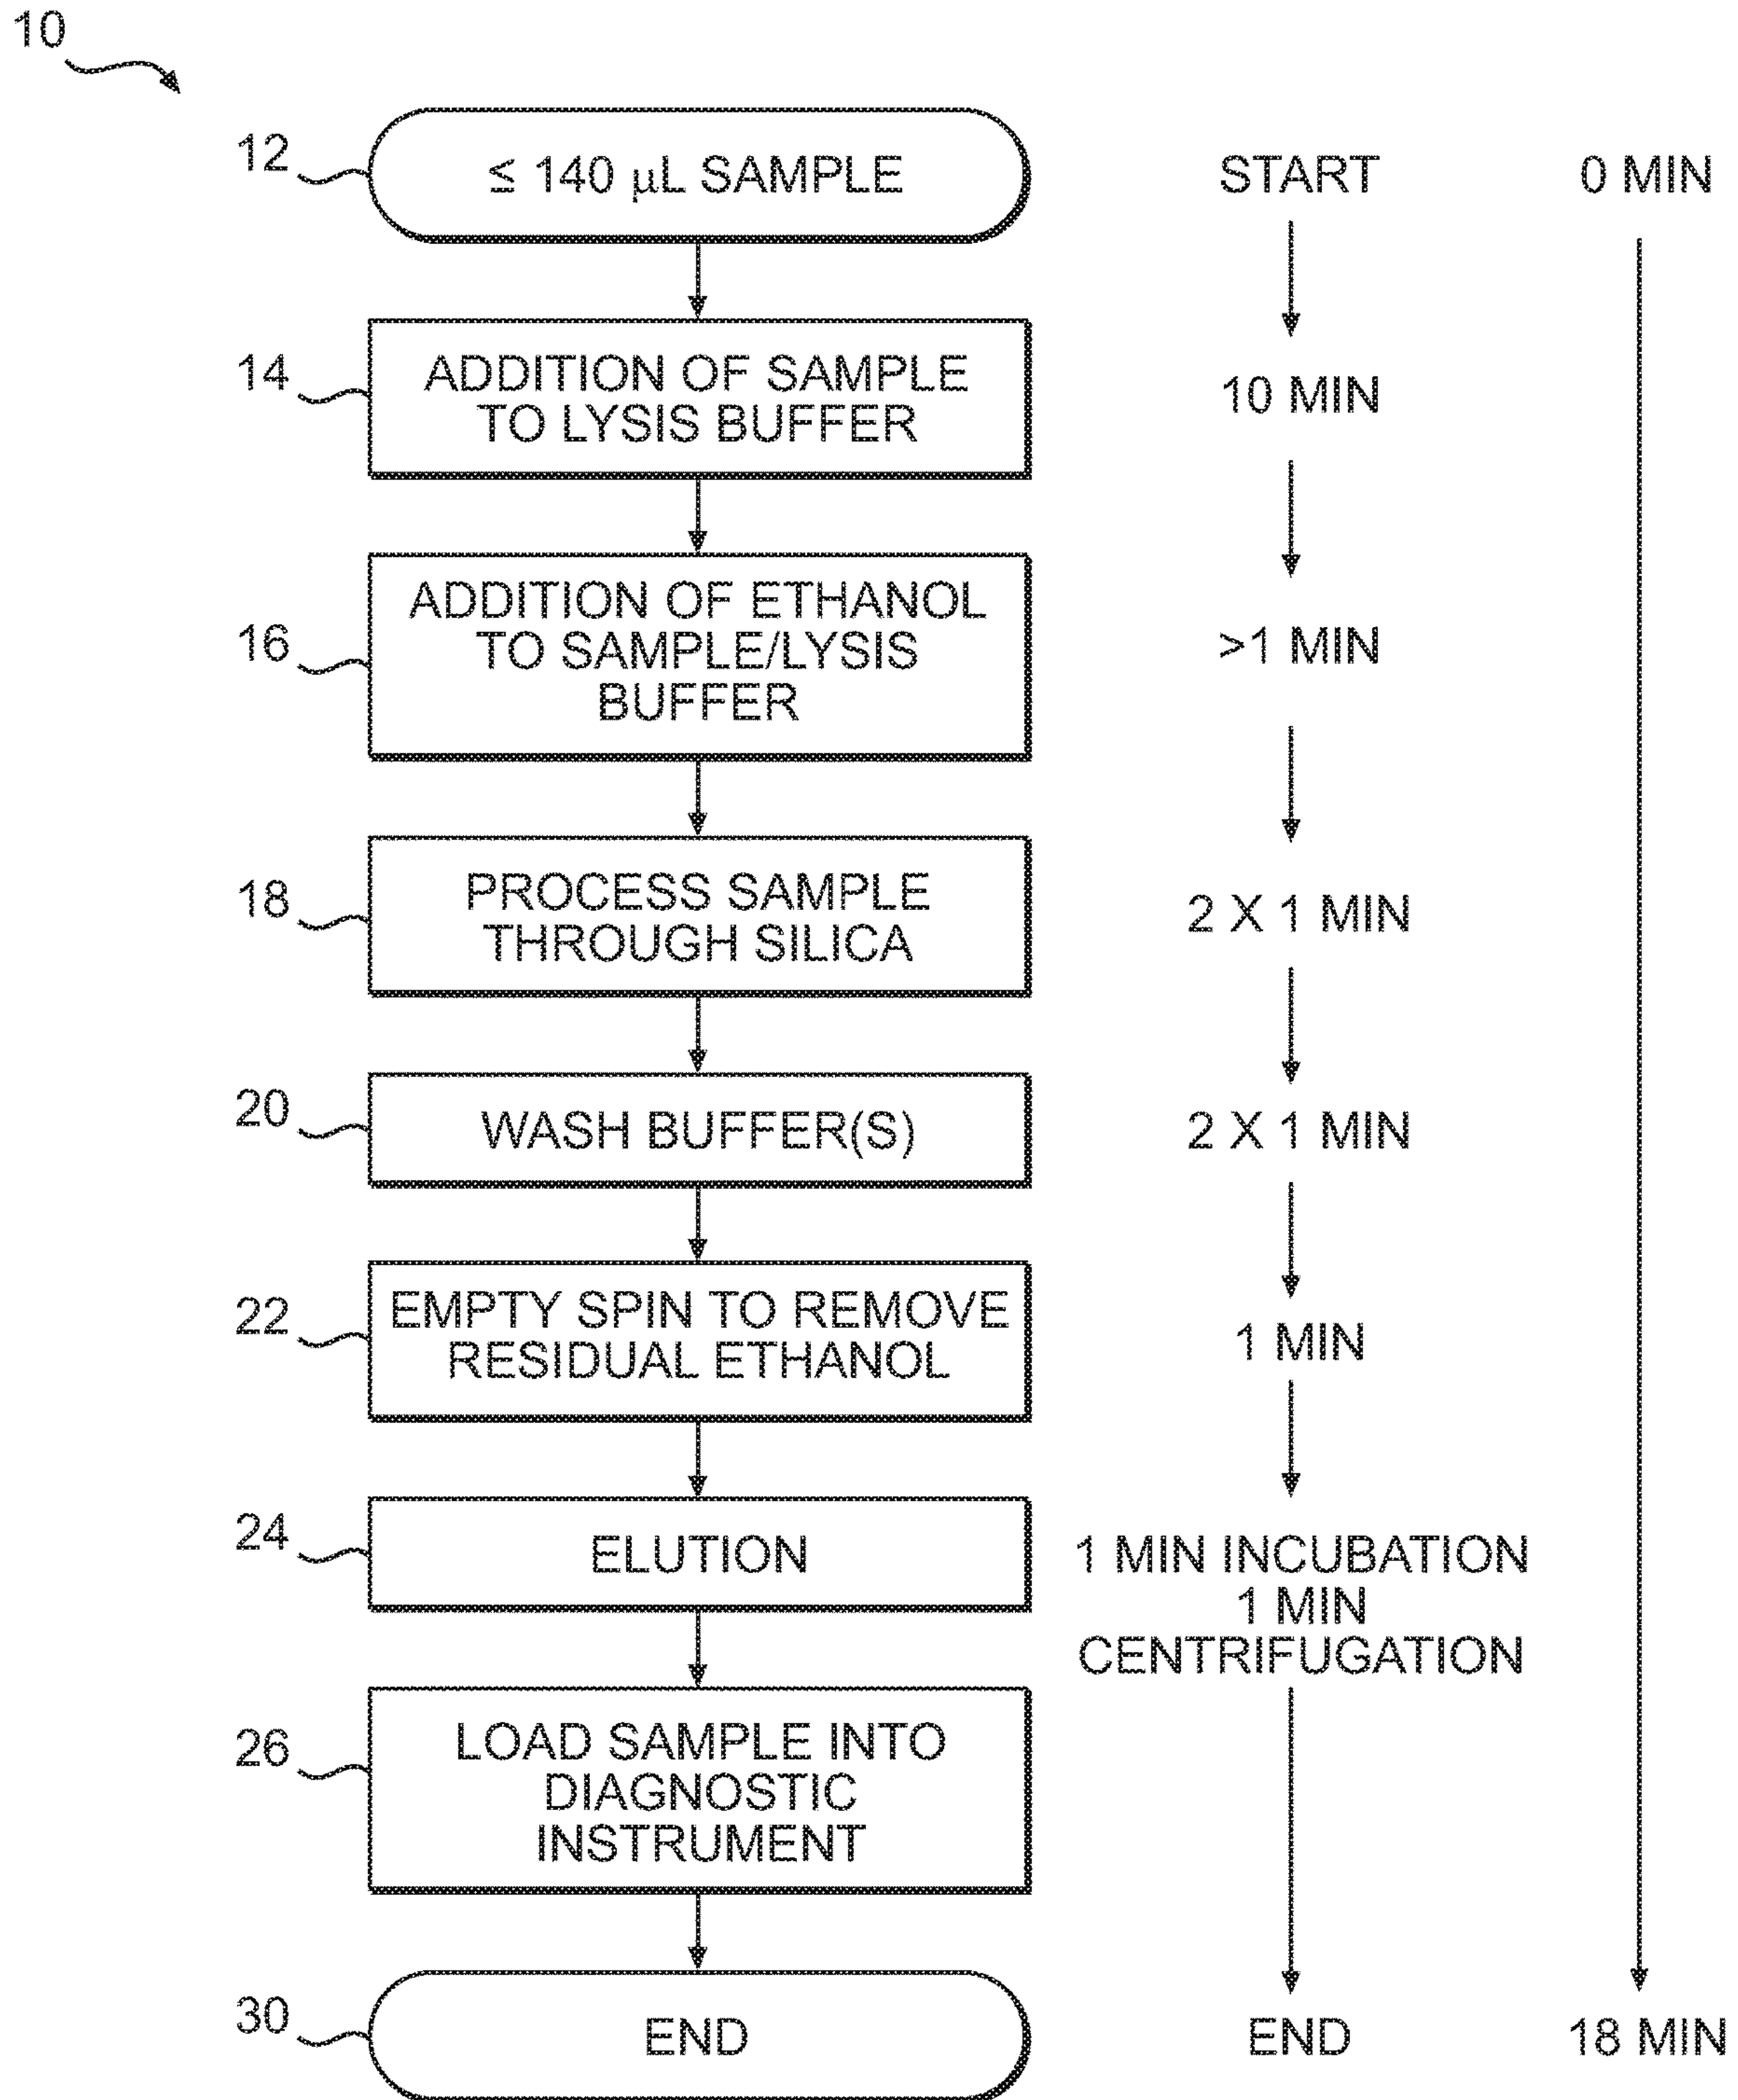 10
12
≤ 140 µL SAMPLE
START
0 MIN
14
ADDITION OF SAMPLE
TO LYSIS BUFFER
10 MIN
16
ADDITION OF ETHANOL
TO SAMPLE/LYSIS
BUFFER
>1 MIN
18
PROCESS SAMPLE
THROUGH SILICA
2 X 1 MIN
20
WASH BUFFER(S)
2 X 1 MIN
22
EMPTY SPIN TO REMOVE
RESIDUAL ETHANOL
1 MIN
24
ELUTION
1 MIN INCUBATION
1 MIN
CENTRIFUGATION
26
LOAD SAMPLE INTO
DIAGNOSTIC
INSTRUMENT
30
END
END
18 MIN